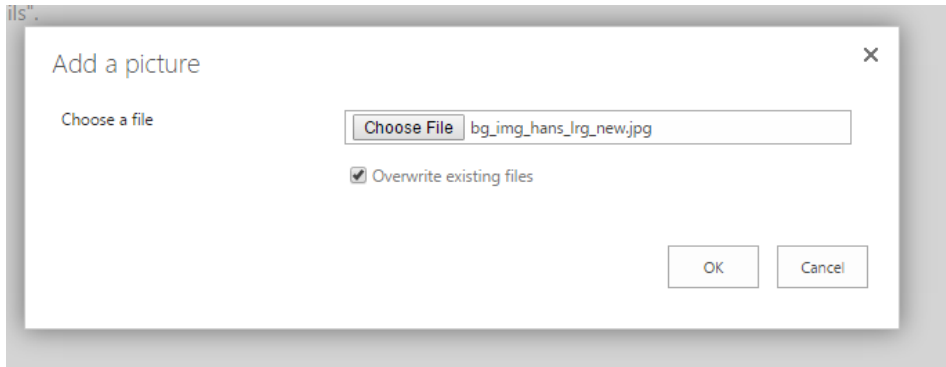 ils".
Add a picture
Choose a file
Choose File bg_img_hans_lrg_new.jpg
Overwrite existing files
OK Cancel